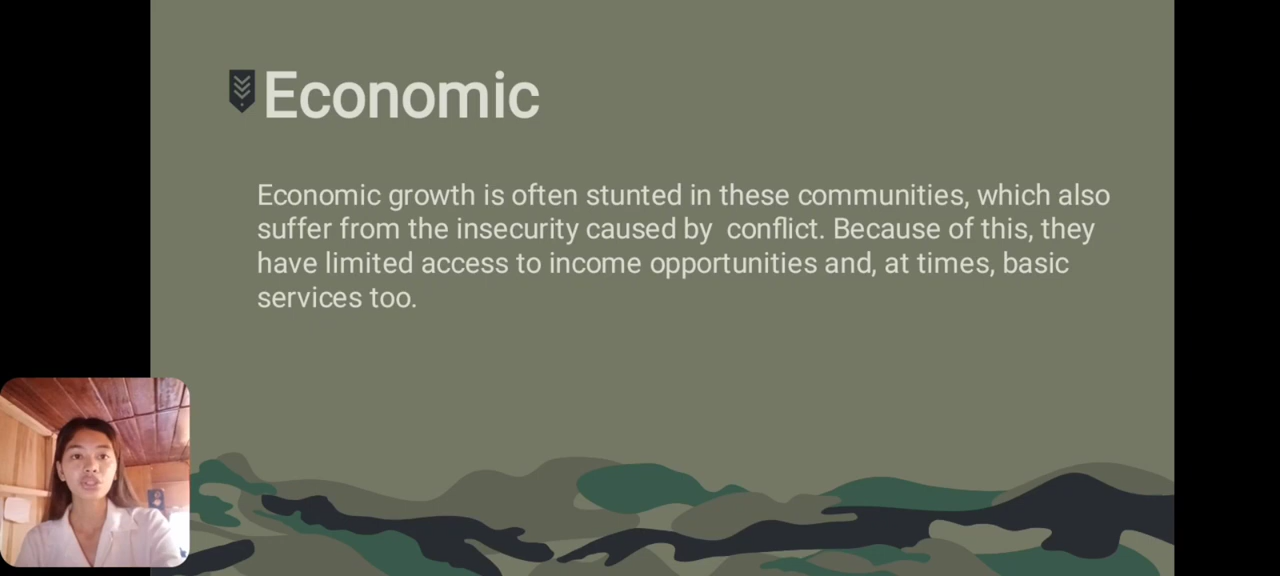 Economic
Economic growth is often stunted in these communities, which also
suffer from the insecurity caused by  conflict. Because of this, they
have limited access to income opportunities and, at times, basic
services too.